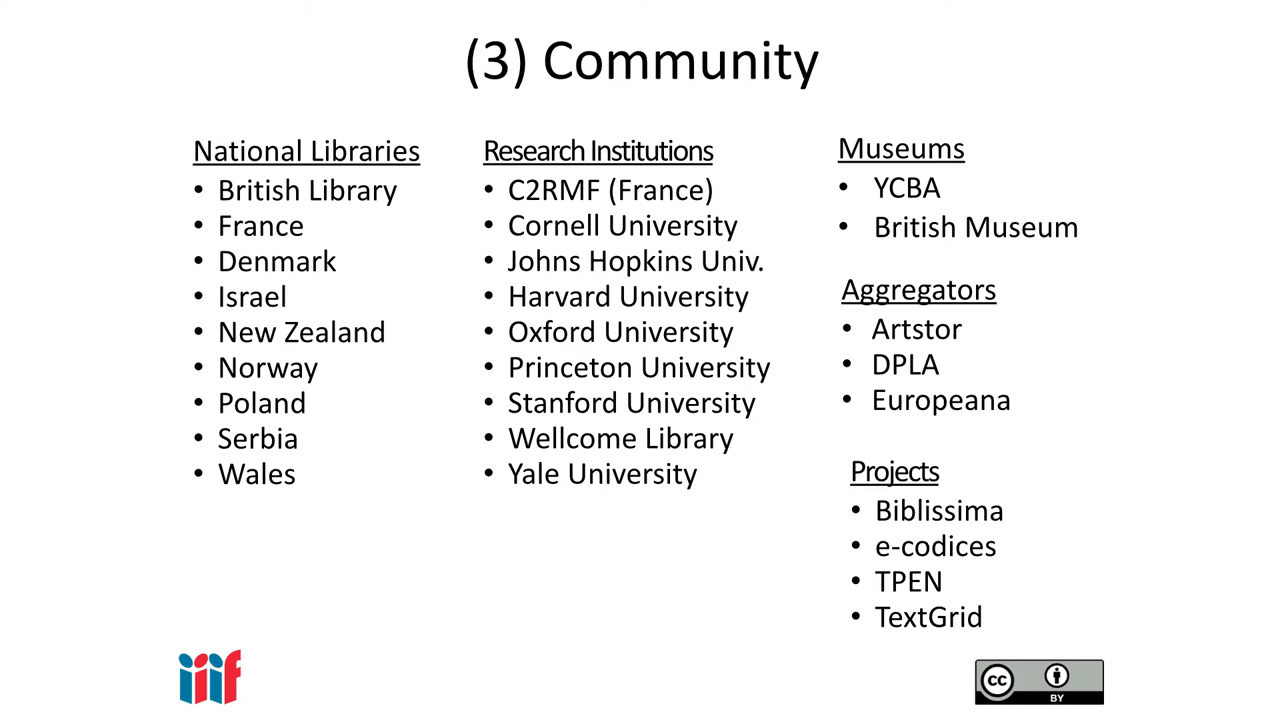 (3) Community
National Libraries
• British Library
• France
• Denmark
• Israel
• New Zealand
• Norway
• Poland
• Serbia
• Wales
Research Institutions
• C2RMF (France)
• Cornell University
• Johns Hopkins Univ.
• Harvard University
• Oxford University
• Princeton University
• Stanford University
• Wellcome Library
• Yale University
Museums
• YCBA
• British Museum
Aggregators
• Artstor
• DPLA
• Europeana
Projects
• Biblissima
• e-codices
• TPEN
• TextGrid
iiif
cc
BY